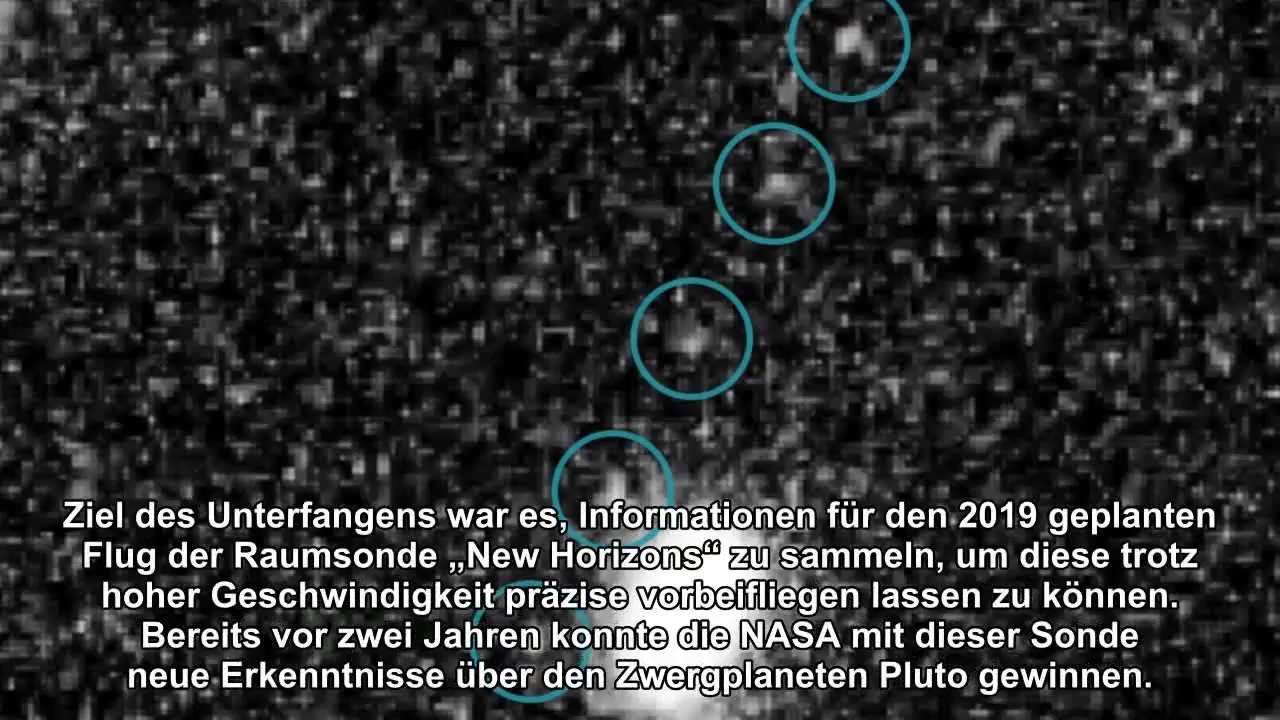 Ziel des Unterfangens war es, Informationen für den 2019 geplanten
Flug der Raumsonde „New Horizons“ zu sammeln, um diese trotz
hoher Geschwindigkeit präzise vorbeifliegen lassen zu können.
Bereits vor zwei Jahren konnte die NASA mit dieser Sonde
neue Erkenntnisse über den Zwergplaneten Pluto gewinnen.